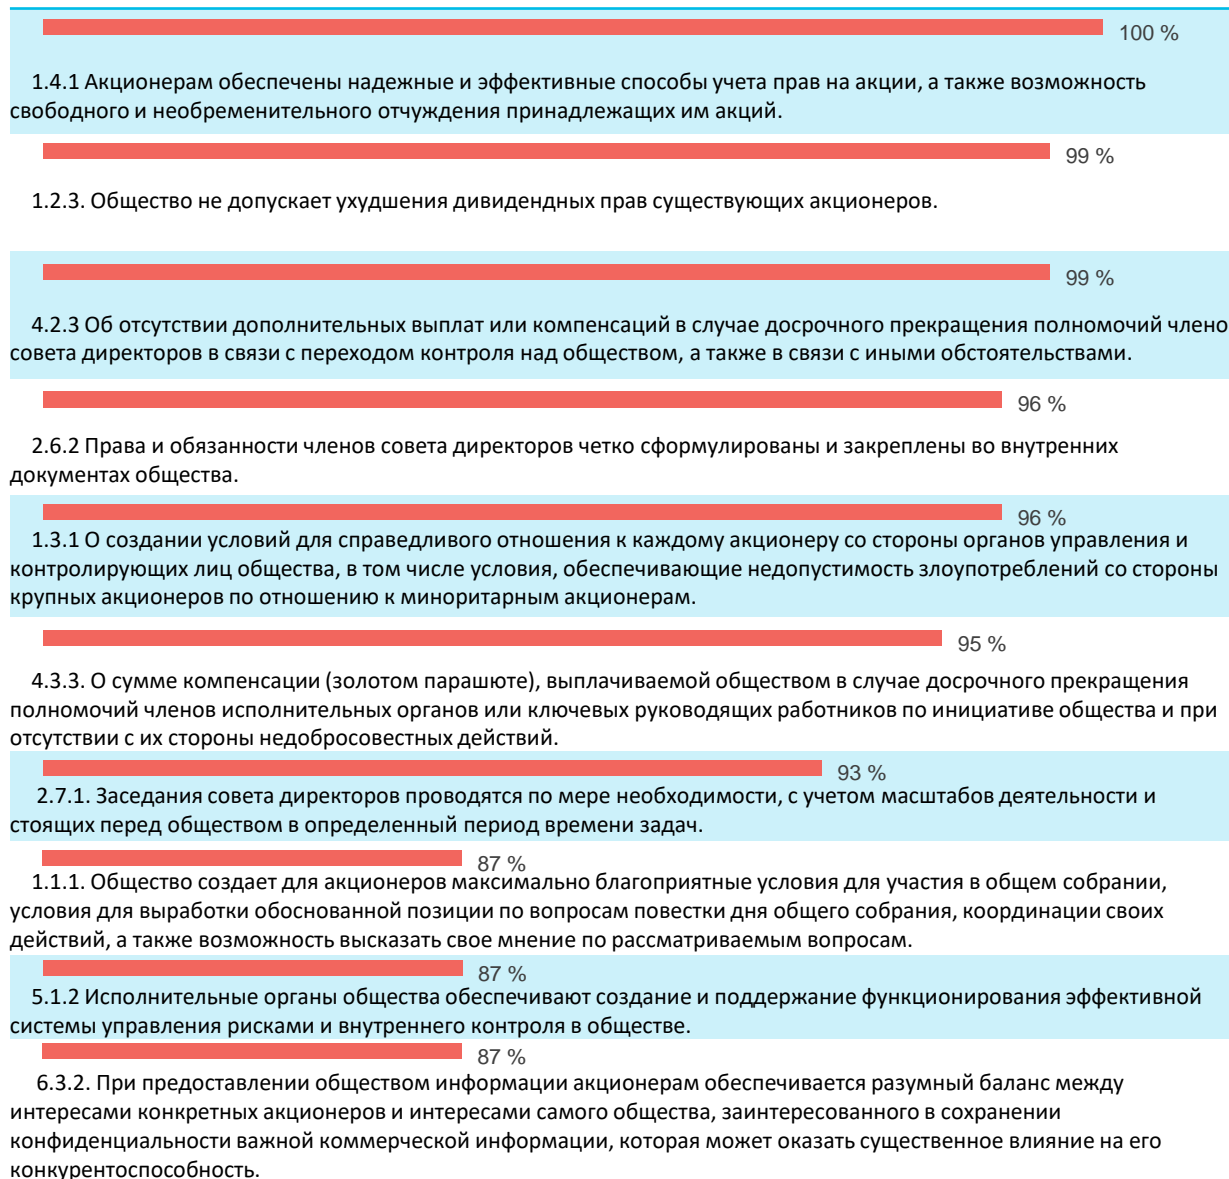 100 %
1.4.1 Акционерам обеспечены надежные и эффективные способы учета прав на акции, а также возможность
свободного и необременительного отчуждения принадлежащих им акций.
99 %
1.2.3. Общество не допускает ухудшения дивидендных прав существующих акционеров.
99 %
4.2.3 Об отсутствии дополнительных выплат или компенсаций в случае досрочного прекращения полномочий члено
совета директоров в связи с переходом контроля над обществом, а также в связи с иными обстоятельствами.
96 %
2.6.2 Права и обязанности членов совета директоров четко сформулированы и закреплены во внутренних
документах общества.
96 %
1.3.1 О создании условий для справедливого отношения к каждому акционеру со стороны органов управления и
контролирующих лиц общества, в том числе условия, обеспечивающие недопустимость злоупотреблений со стороны
крупных акционеров по отношению к миноритарным акционерам.
95 %
4.3.3. О сумме компенсации (золотом парашюте), выплачиваемой обществом в случае досрочного прекращения
полномочий членов исполнительных органов или ключевых руководящих работников по инициативе общества и при
отсутствии с их стороны недобросовестных действий.
93 %
2.7.1. Заседания совета директоров проводятся по мере необходимости, с учетом масштабов деятельности и
стоящих перед обществом в определенный период времени задач.
87 %
1.1.1. Общество создает для акционеров максимально благоприятные условия для участия в общем собрании,
условия для выработки обоснованной позиции по вопросам повестки дня общего собрания, координации своих
действий, а также возможность высказать свое мнение по рассматриваемым вопросам.
87 %
5.1.2 Исполнительные органы общества обеспечивают создание и поддержание функционирования эффективной
системы управления рисками и внутреннего контроля в обществе.
87 %
6.3.2. При предоставлении обществом информации акционерам обеспечивается разумный баланс между
интересами конкретных акционеров и интересами самого общества, заинтересованного в сохранении
конфиденциальности важной коммерческой информации, которая может оказать существенное влияние на его
конкурентоспособность.